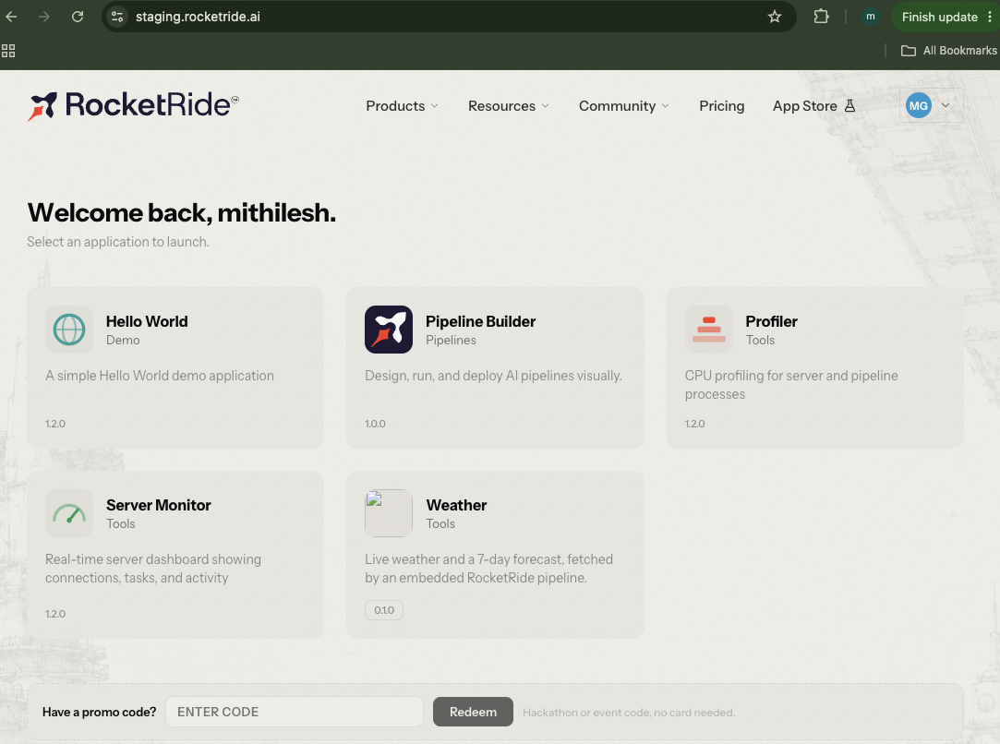 staging.rocketride.ai
m
Finish update
All Bookmarks
RocketRide
Products
Resources
Community
Pricing
App Store
MG
Welcome back, mithilesh.
Select an application to launch.
Hello World
Demo
A simple Hello World demo application
1.2.0
Pipeline Builder
Pipelines
Design, run, and deploy AI pipelines visually.
1.0.0
Profiler
Tools
CPU profiling for server and pipeline
processes
1.2.0
Server Monitor
Tools
Real-time server dashboard showing
connections, tasks, and activity
1.2.0
Weather
Tools
Live weather and a 7-day forecast, fetched
by an embedded RocketRide pipeline.
0.1.0
Have a promo code?
ENTER CODE
Redeem
Hackathon or event code, no card needed.